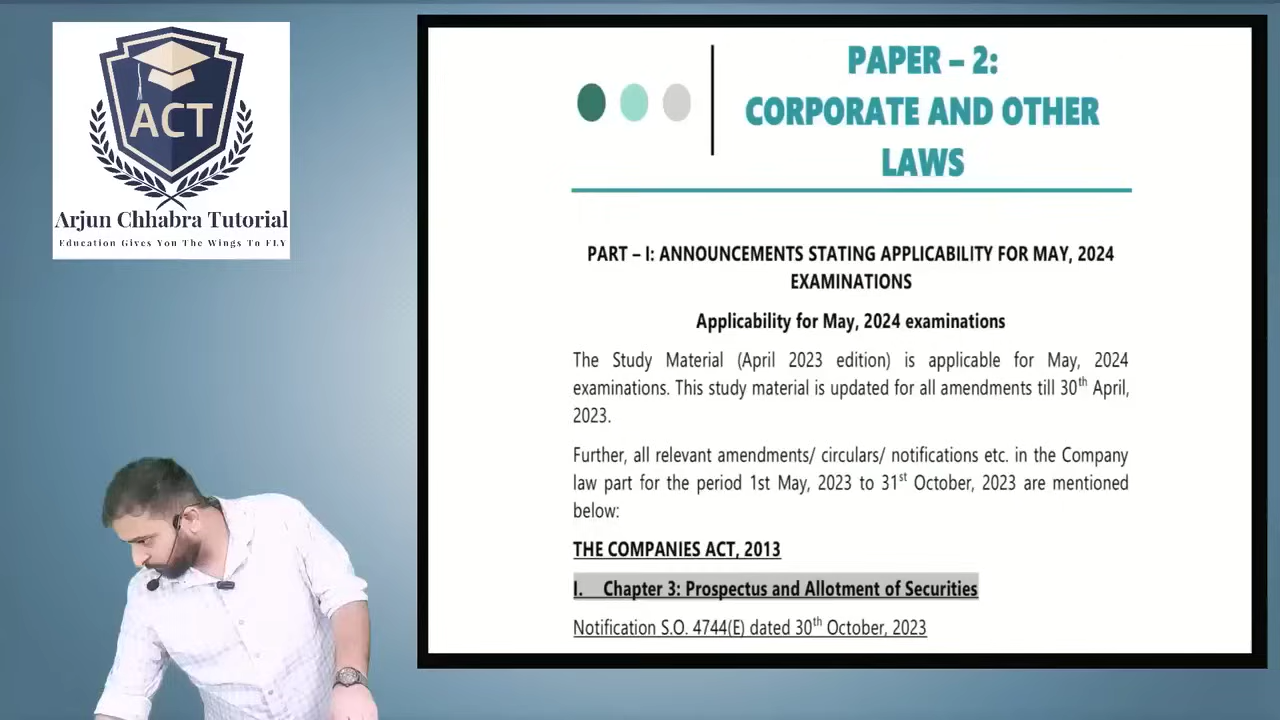 ACT
Arjun Chhabra Tutorial
Education Gives You The Wings To FLY
PAPER – 2:
CORPORATE AND OTHER
LAWS
PART – I: ANNOUNCEMENTS STATING APPLICABILITY FOR MAY, 2024
EXAMINATIONS
Applicability for May, 2024 examinations
The Study Material (April 2023 edition) is applicable for May, 2024
examinations. This study material is updated for all amendments till 30th April,
2023.
Further, all relevant amendments/ circulars/ notifications etc. in the Company
law part for the period 1st May, 2023 to 31st October, 2023 are mentioned
below:
THE COMPANIES ACT, 2013
I. Chapter 3: Prospectus and Allotment of Securities
Notification S.O. 4744(E) dated 30th October, 2023